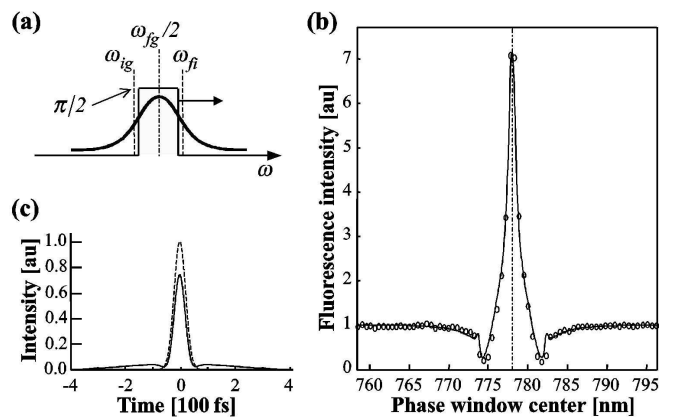 (a)
ω_fg/2
ω_ig
ω_fi
π/2
ω
(b)
Fluorescence intensity [au]
7
6
5
4
3
2
1
0
760 765 770 775 780 785 790 795
Phase window center [nm]
(c)
Intensity [au]
1.0
0.8
0.6
0.4
0.2
0.0
-4 -2 0 2 4
Time [100 fs]